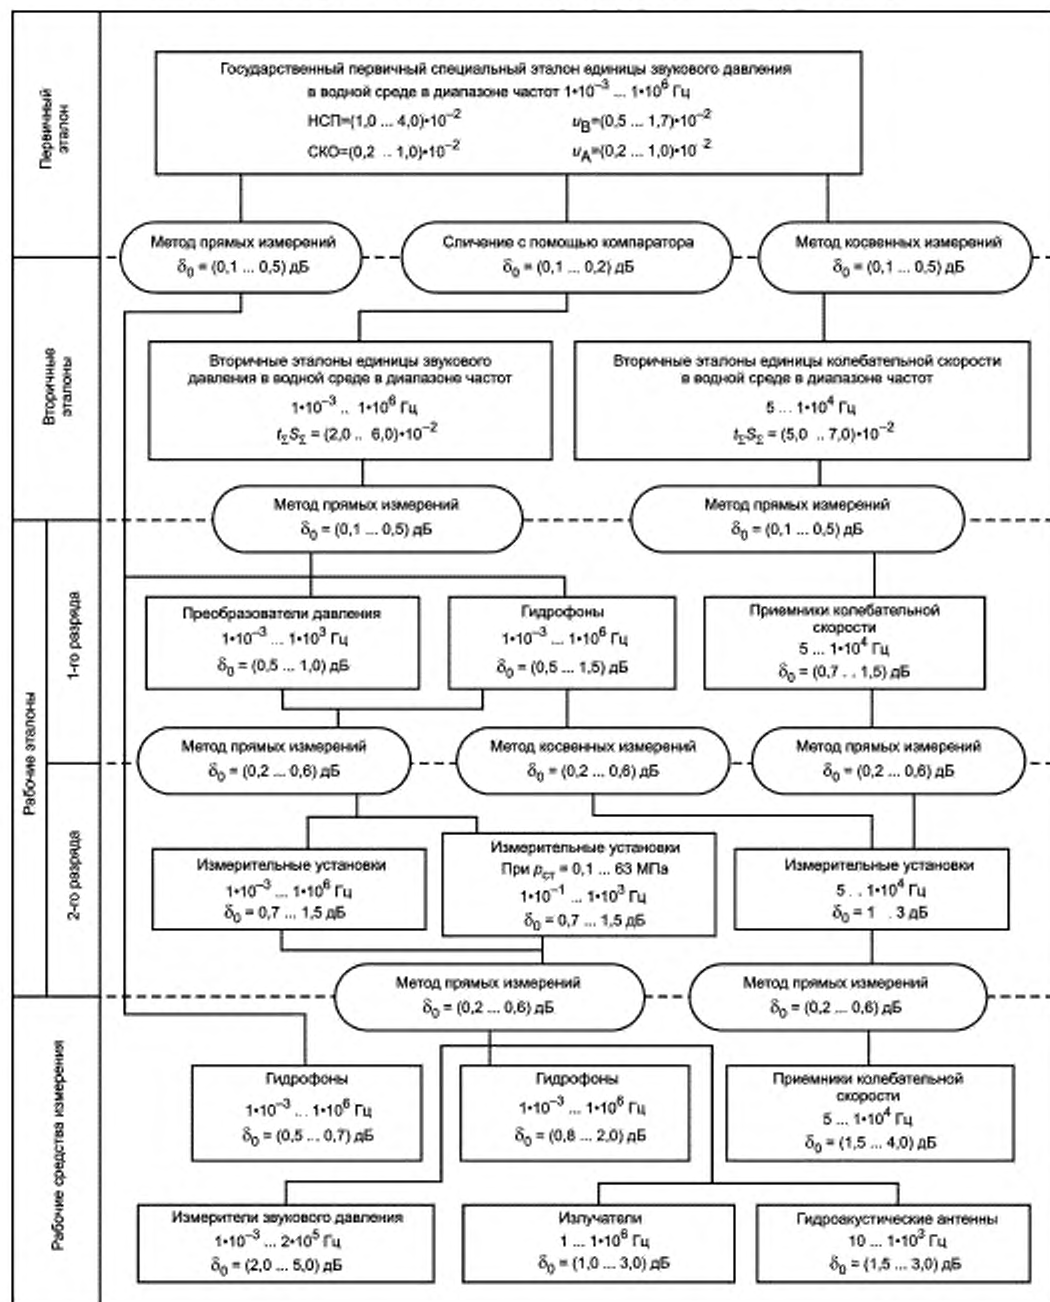 Первичный
эталон
Государственный первичный специальный эталон единицы звукового давления
в водной среде в диапазоне частот 1•10⁻³ ... 1•10⁶ Гц
НСП=(1,0 ... 4,0)•10⁻² u_B=(0,5 ... 1,7)•10⁻²
СКО=(0,2 .. 1,0)•10⁻² u_A=(0,2 ... 1,0)•10⁻²
Метод прямых измерений
δ₀ = (0,1 ... 0,5) дБ
Сличение с помощью компаратора
δ₀ = (0,1 ... 0,2) дБ
Метод косвенных измерений
δ₀ = (0,1 ... 0,5) дБ
Вторичные
эталоны
Вторичные эталоны единицы звукового
давления в водной среде в диапазоне частот
1•10⁻³ .. 1•10⁶ Гц
t_ΣS_Σ = (2,0 .. 6,0)•10⁻²
Вторичные эталоны единицы колебательной скорости
в водной среде в диапазоне частот
5 ... 1•10⁴ Гц
t_ΣS_Σ = (5,0 .. 7,0)•10⁻²
Метод прямых измерений
δ₀ = (0,1 ... 0,5) дБ
Метод прямых измерений
δ₀ = (0,1 ... 0,5) дБ
Рабочие эталоны
1-го разряда
Преобразователи давления
1•10⁻³ ... 1•10³ Гц
δ₀ = (0,5 ... 1,0) дБ
Гидрофоны
1•10⁻³ ... 1•10⁶ Гц
δ₀ = (0,5 ... 1,5) дБ
Приемники колебательной
скорости
5 ... 1•10⁴ Гц
δ₀ = (0,7 . . 1,5) дБ
Метод прямых измерений
δ₀ = (0,2 ... 0,6) дБ
Метод косвенных измерений
δ₀ = (0,2 ... 0,6) дБ
Метод прямых измерений
δ₀ = (0,2 ... 0,6) дБ
2-го разряда
Измерительные установки
1•10⁻³ ... 1•10⁶ Гц
δ₀ = 0,7 ... 1,5 дБ
Измерительные установки
При p_ст = 0,1 ... 63 МПа
1•10⁻¹ ... 1•10³ Гц
δ₀ = 0,7 ... 1,5 дБ
Измерительные установки
5 . . 1•10⁴ Гц
δ₀ = 1 . 3 дБ
Метод прямых измерений
δ₀ = (0,2 ... 0,6) дБ
Метод прямых измерений
δ₀ = (0,2 ... 0,6) дБ
Рабочие средства измерения
Гидрофоны
1•10⁻³ ... 1•10⁶ Гц
δ₀ = (0,5 ... 0,7) дБ
Гидрофоны
1•10⁻³ ... 1•10⁶ Гц
δ₀ = (0,8 ... 2,0) дБ
Приемники колебательной
скорости
5 ... 1•10⁴ Гц
δ₀ = (1,5 ... 4,0) дБ
Измерители звукового давления
1•10⁻³ ... 2•10⁵ Гц
δ₀ = (2,0 ... 5,0) дБ
Излучатели
1 ... 1•10⁶ Гц
δ₀ = (1,0 ... 3,0) дБ
Гидроакустические антенны
10 ... 1•10³ Гц
δ₀ = (1,5 ... 3,0) дБ